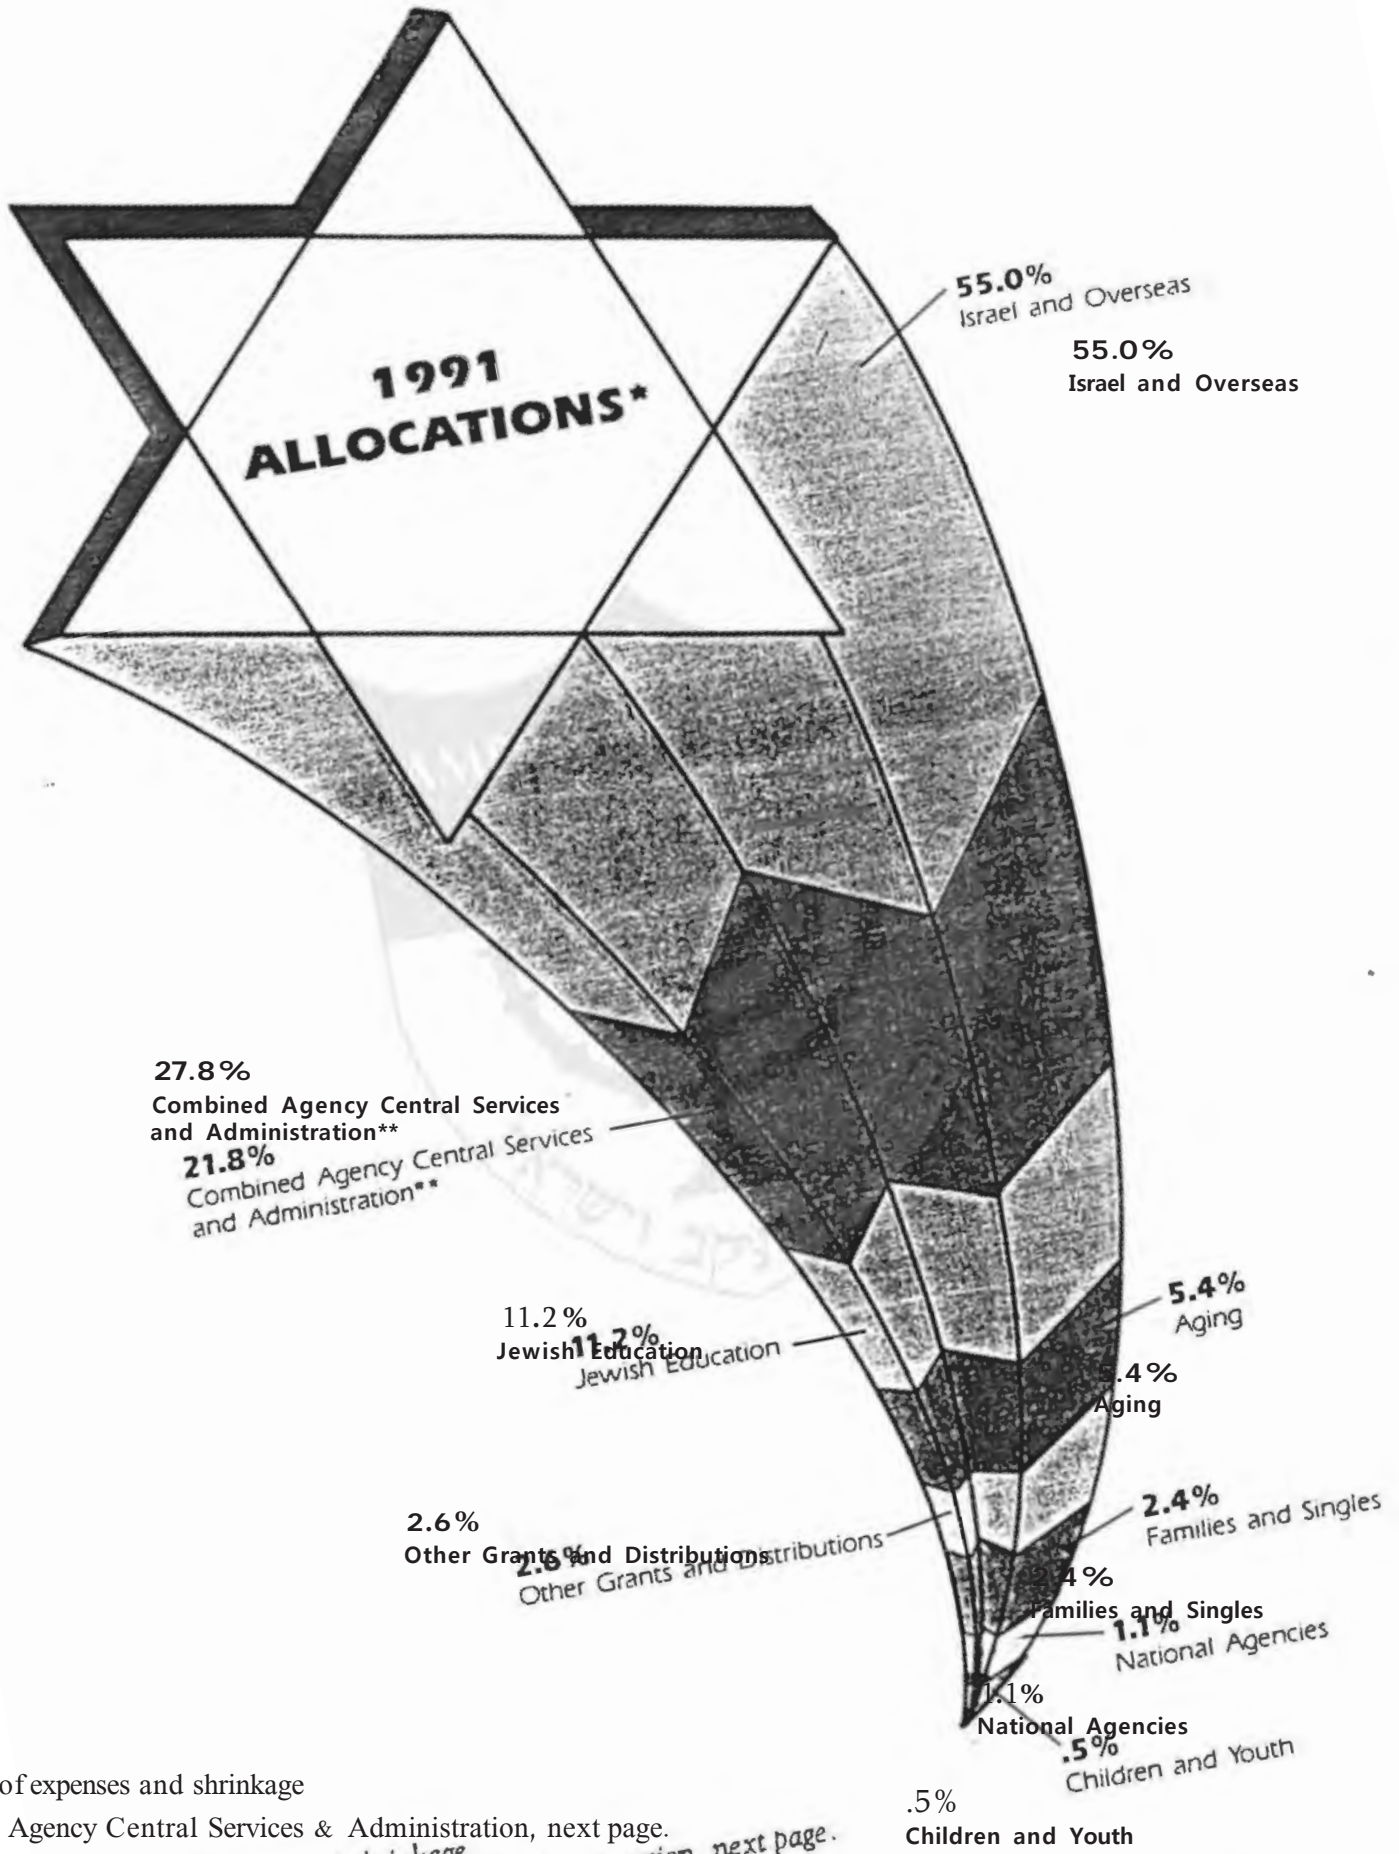 1991
ALLOCATIONS*
55.0%
Israel and Overseas
55.0%
Israel and Overseas
27.8%
Combined Agency Central Services
and Administration**
21.8%
Combined Agency Central Services
and Administration**
11.2%
Jewish Education
11.2%
Jewish Education
5.4%
Aging
5.4%
Aging
2.6%
Other Grants and Distributions
2.6%
Other Grants and Distributions
2.4%
Families and Singles
2.4%
Families and Singles
1.1%
National Agencies
1.1%
National Agencies
.5%
Children and Youth
.5%
Children and Youth
of expenses and shrinkage
Agency Central Services & Administration, next page.
next page.